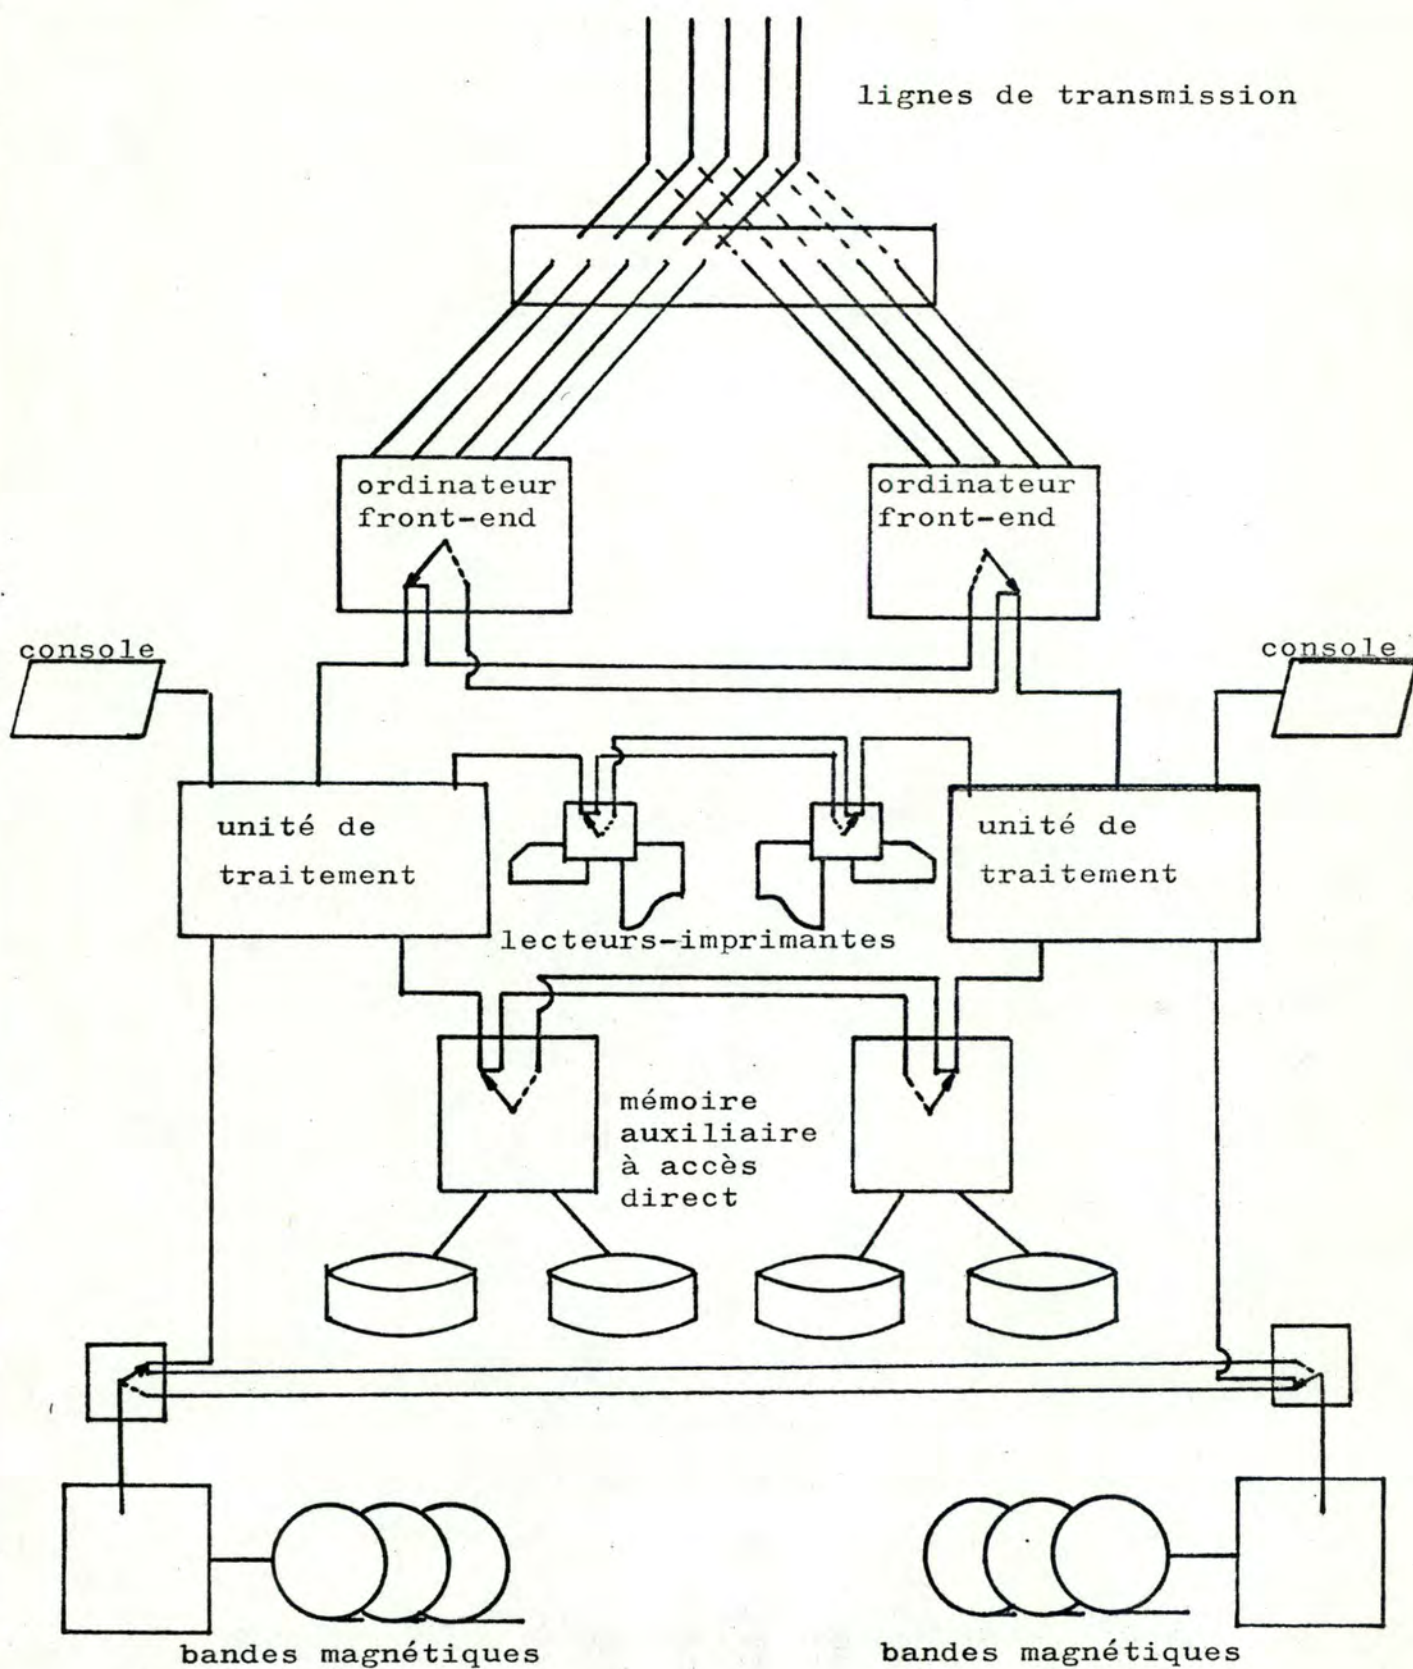 lignes de transmission
ordinateur
front-end
ordinateur
front-end
console
console
unité de
traitement
unité de
traitement
lecteurs-imprimantes
mémoire
auxiliaire
à accès
direct
bandes magnétiques
bandes magnétiques